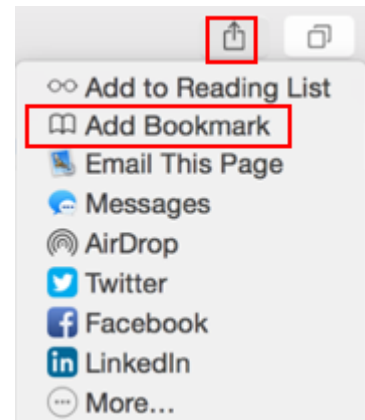 Add to Reading List
Add Bookmark
Email This Page
Messages
AirDrop
Twitter
Facebook
LinkedIn
More...